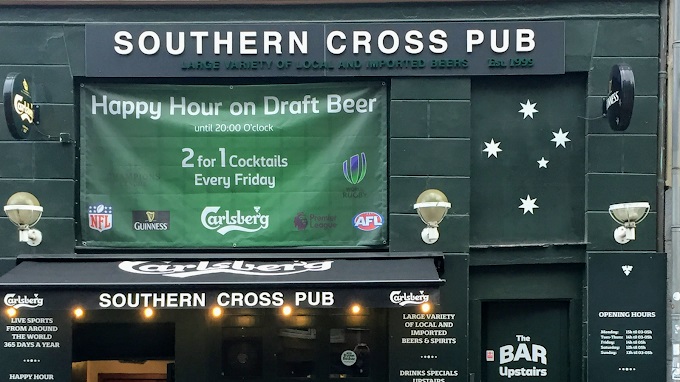 SOUTHERN CROSS PUB
LARGE VARIETY OF LOCAL AND IMPORTED BEERS Est 1995
Happy Hour on Draft Beer
until 20:00 O'clock
2 for 1 Cocktails
Every Friday
NFL
GUINNESS
Carlsberg
Premier
League
AFL
GUINNESS
Carlsberg
Carlsberg
SOUTHERN CROSS PUB
Carlsberg
LIVE SPORTS
FROM AROUND
THE WORLD
365 DAYS A YEAR
HAPPY HOUR
LARGE VARIETY
OF LOCAL AND
IMPORTED
BEERS & SPIRITS
DRINKS SPECIALS
UPSTAIRS
The
BAR
Upstairs
OPENING HOURS